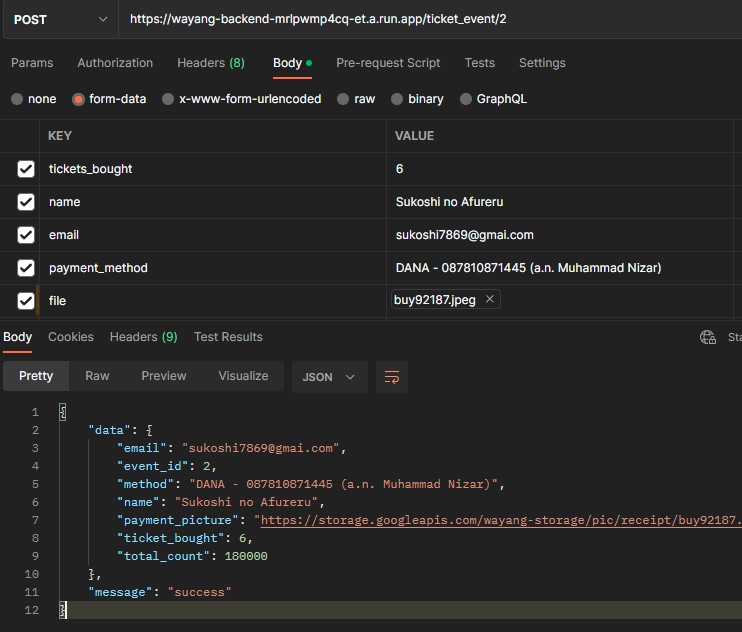 POST https://wayang-backend-mrlpwmp4cq-et.a.run.app/ticket_event/2
Params Authorization Headers (8) Body Pre-request Script Tests Settings
none form-data x-www-form-urlencoded raw binary GraphQL
KEY VALUE
tickets_bought 6
name Sukoshi no Afureru
email sukoshi7869@gmai.com
payment_method DANA - 087810871445 (a.n. Muhammad Nizar)
file buy92187.jpeg
Body Cookies Headers (9) Test Results Sta
Pretty Raw Preview Visualize JSON
1 {
2 "data": {
3 "email": "sukoshi7869@gmai.com",
4 "event_id": 2,
5 "method": "DANA - 087810871445 (a.n. Muhammad Nizar)",
6 "name": "Sukoshi no Afureru",
7 "payment_picture": "https://storage.googleapis.com/wayang-storage/pic/receipt/buy92187.
8 "ticket_bought": 6,
9 "total_count": 180000
10 },
11 "message": "success"
12 }